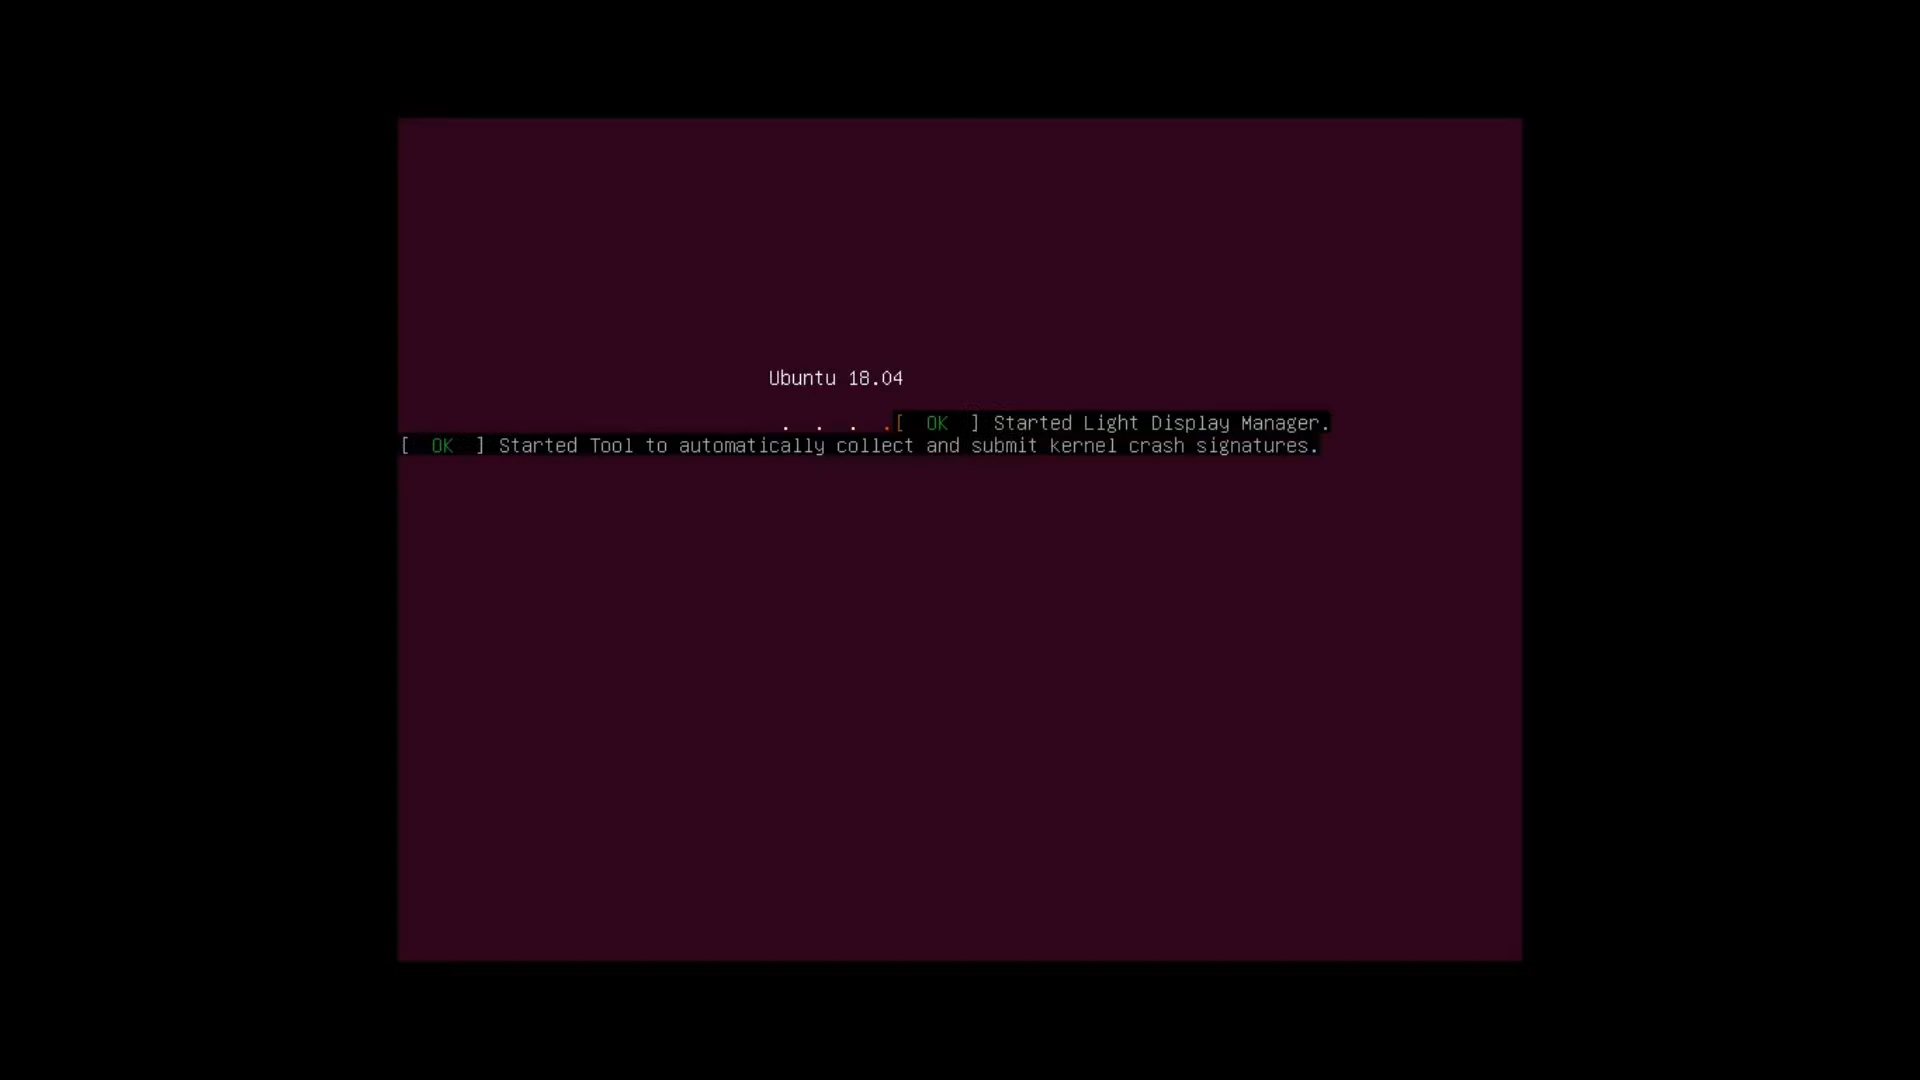 Ubuntu 18.04
. . . .[  OK  ] Started Light Display Manager.
[  OK  ] Started Tool to automatically collect and submit kernel crash signatures.